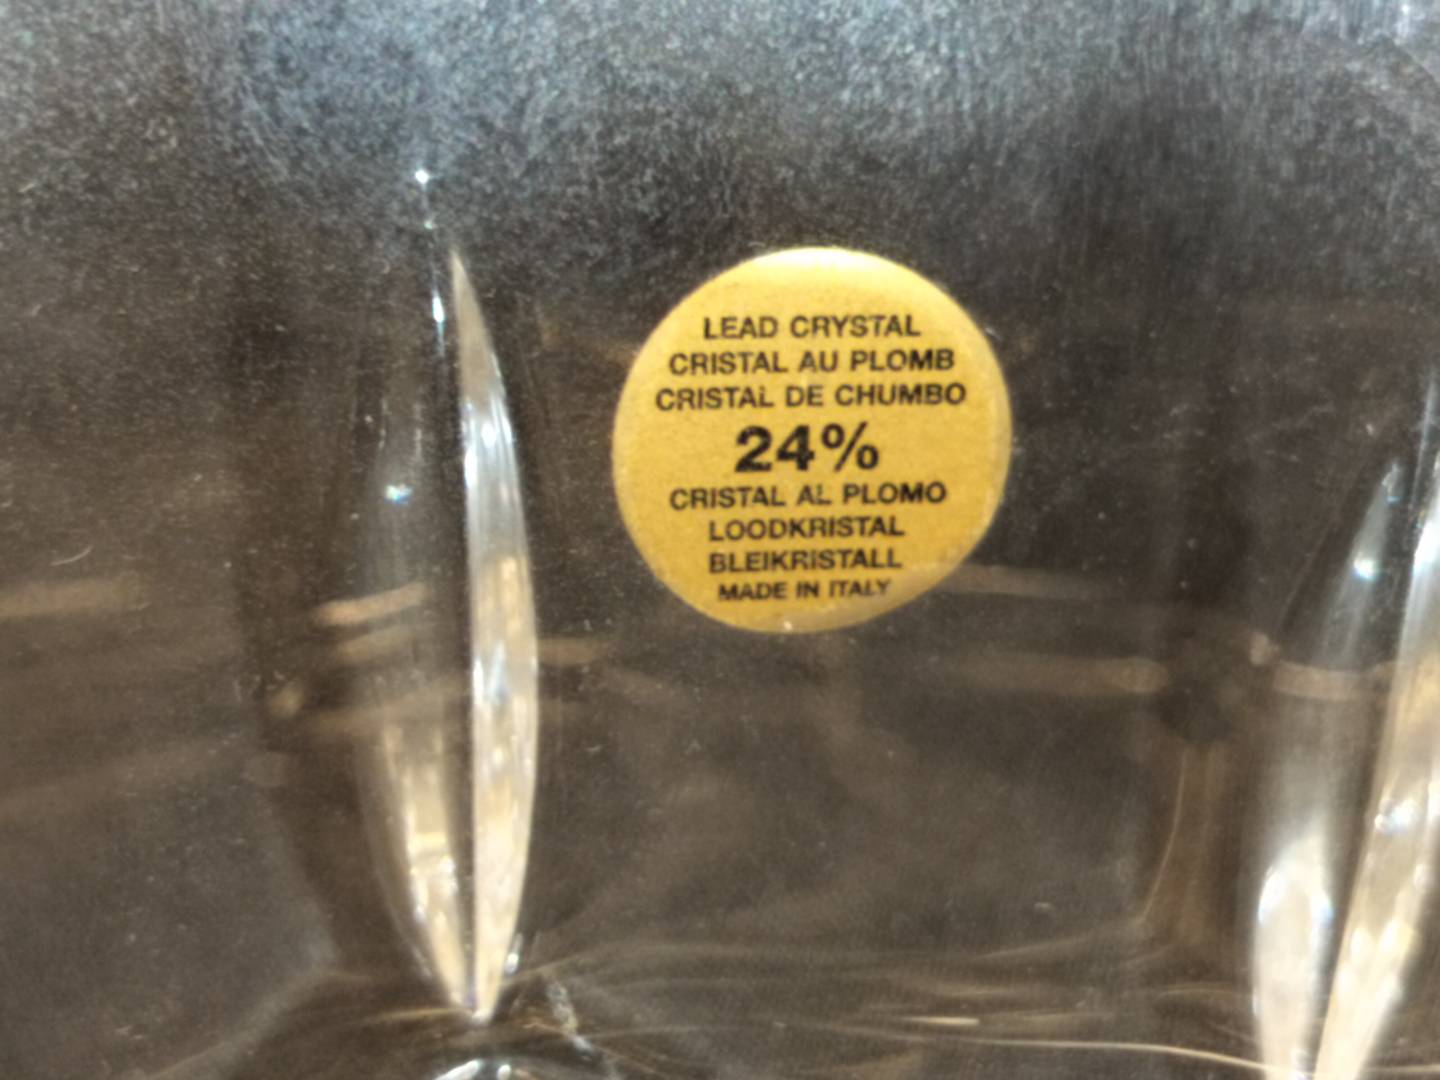 LEAD CRYSTAL
CRISTAL AU PLOMB
CRISTAL DE CHUMBO
24%
CRISTAL AL PLOMO
LOODKRISTAL
BLEIKRISTALL
MADE IN ITALY